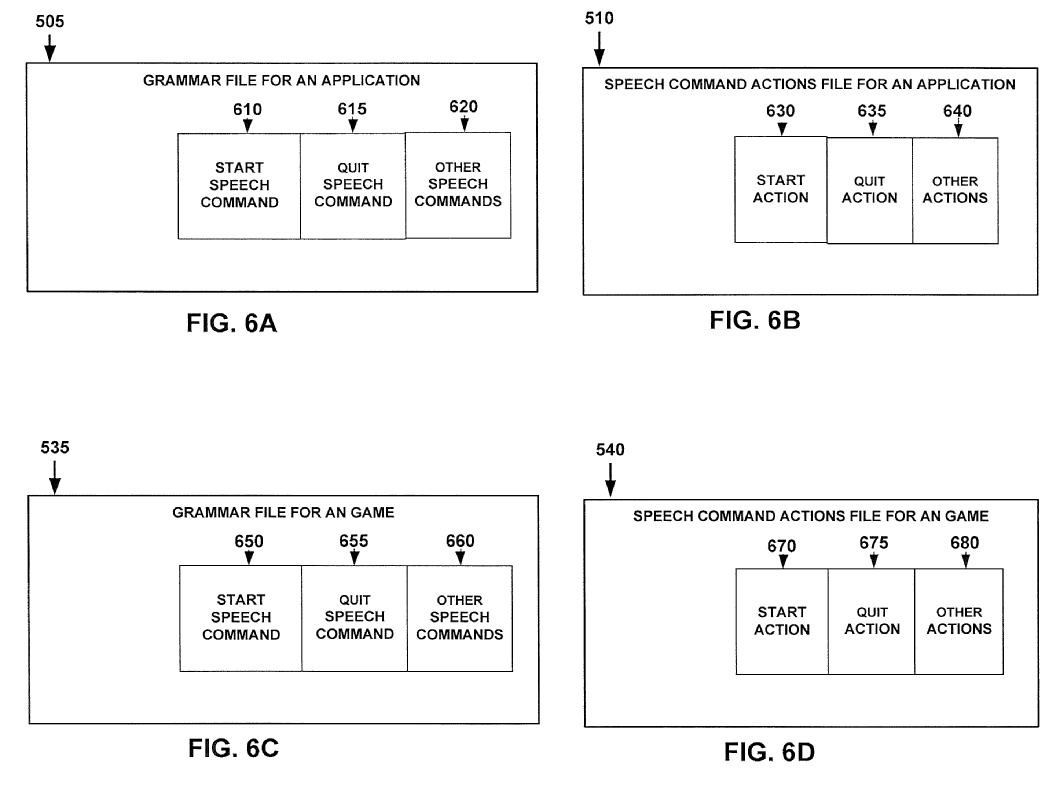 505
GRAMMAR FILE FOR AN APPLICATION
610 615 620
START SPEECH COMMAND
QUIT SPEECH COMMAND
OTHER SPEECH COMMANDS
FIG. 6A
510
SPEECH COMMAND ACTIONS FILE FOR AN APPLICATION
630 635 640
START ACTION
QUIT ACTION
OTHER ACTIONS
FIG. 6B
535
GRAMMAR FILE FOR AN GAME
650 655 660
START SPEECH COMMAND
QUIT SPEECH COMMAND
OTHER SPEECH COMMANDS
FIG. 6C
540
SPEECH COMMAND ACTIONS FILE FOR AN GAME
670 675 680
START ACTION
QUIT ACTION
OTHER ACTIONS
FIG. 6D